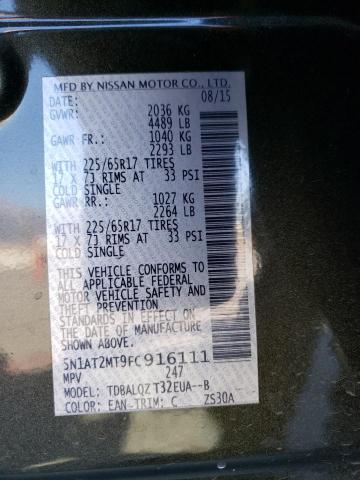 MFD BY NISSAN MOTOR CO., LTD.
DATE: 08/15
GVWR: 2036 KG
4489 LB
GAWR FR.: 1040 KG
2293 LB
WITH 225/65R17 TIRES
17 X 7J RIMS AT 33 PSI
COLD SINGLE
GAWR RR.: 1027 KG
2264 LB
WITH 225/65R17 TIRES
17 X 7J RIMS AT 33 PSI
COLD SINGLE
THIS VEHICLE CONFORMS TO
ALL APPLICABLE FEDERAL
MOTOR VEHICLE SAFETY AND
THEFT PREVENTION
STANDARDS IN EFFECT ON
THE DATE OF MANUFACTURE
SHOWN ABOVE.
5N1AT2MT9FC916111
MPV 247
MODEL: TDBALQZ T32EUA--B
COLOR: EAN-TRIM: C ZS30A